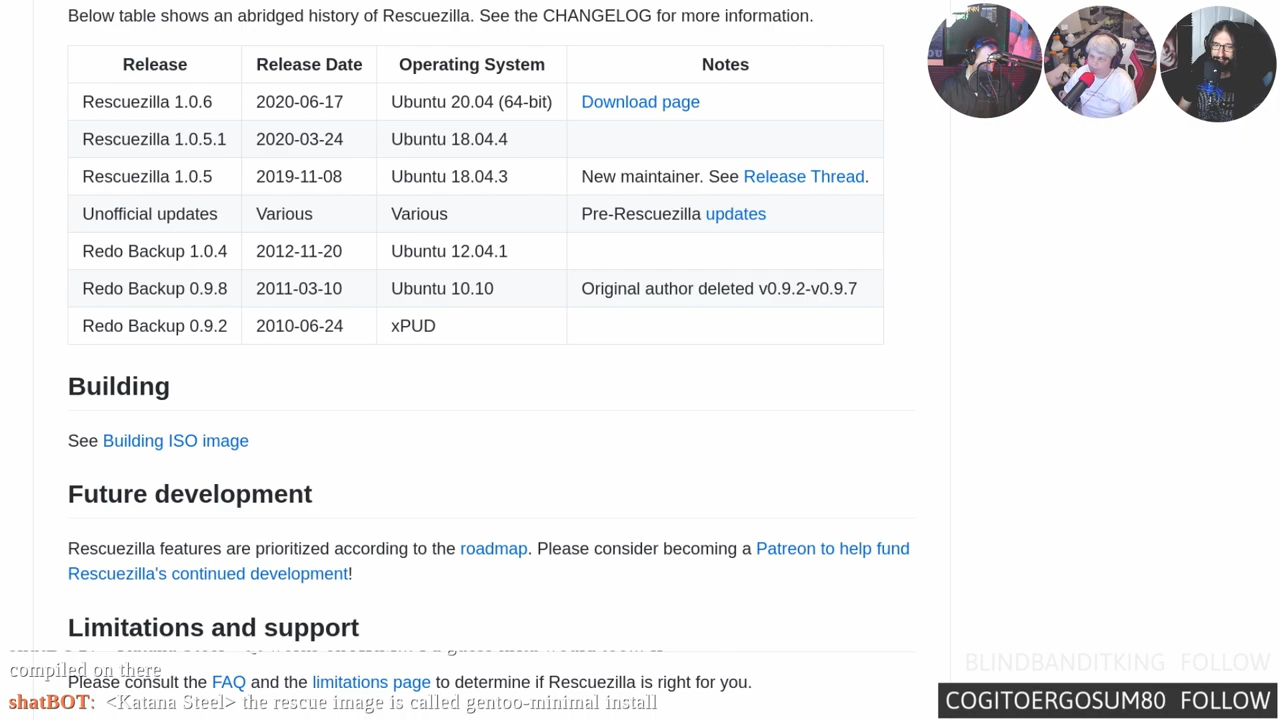 Below table shows an abridged history of Rescuezilla. See the CHANGELOG for more information.
Release Release Date Operating System Notes
Rescuezilla 1.0.6 2020-06-17 Ubuntu 20.04 (64-bit) Download page
Rescuezilla 1.0.5.1 2020-03-24 Ubuntu 18.04.4
Rescuezilla 1.0.5 2019-11-08 Ubuntu 18.04.3 New maintainer. See Release Thread.
Unofficial updates Various Various Pre-Rescuezilla updates
Redo Backup 1.0.4 2012-11-20 Ubuntu 12.04.1
Redo Backup 0.9.8 2011-03-10 Ubuntu 10.10 Original author deleted v0.9.2-v0.9.7
Redo Backup 0.9.2 2010-06-24 xPUD
Building
See Building ISO image
Future development
Rescuezilla features are prioritized according to the roadmap. Please consider becoming a Patreon to help fund
Rescuezilla's continued development!
Limitations and support
compiled on there
Please consult the FAQ and the limitations page to determine if Rescuezilla is right for you.
shatBOT: <Katana Steel> the rescue image is called gentoo-minimal install
BLINDBANDITKING FOLLOW
COGITOERGOSUM80 FOLLOW